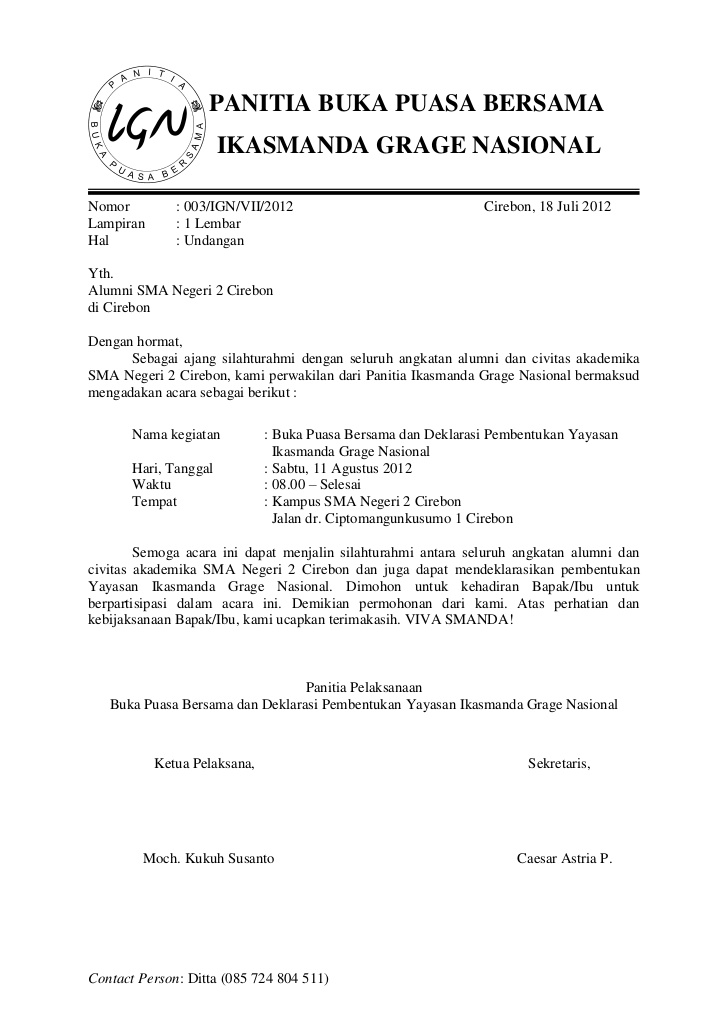 PANITIA
BUKA PUASA BERSAMA
IGN
PANITIA BUKA PUASA BERSAMA
IKASMANDA GRAGE NASIONAL
Nomor : 003/IGN/VII/2012 Cirebon, 18 Juli 2012
Lampiran : 1 Lembar
Hal : Undangan
Yth.
Alumni SMA Negeri 2 Cirebon
di Cirebon
Dengan hormat,
Sebagai ajang silahturahmi dengan seluruh angkatan alumni dan civitas akademika
SMA Negeri 2 Cirebon, kami perwakilan dari Panitia Ikasmanda Grage Nasional bermaksud
mengadakan acara sebagai berikut :
Nama kegiatan : Buka Puasa Bersama dan Deklarasi Pembentukan Yayasan
Ikasmanda Grage Nasional
Hari, Tanggal : Sabtu, 11 Agustus 2012
Waktu : 08.00 – Selesai
Tempat : Kampus SMA Negeri 2 Cirebon
Jalan dr. Ciptomangunkusumo 1 Cirebon
Semoga acara ini dapat menjalin silahturahmi antara seluruh angkatan alumni dan
civitas akademika SMA Negeri 2 Cirebon dan juga dapat mendeklarasikan pembentukan
Yayasan Ikasmanda Grage Nasional. Dimohon untuk kehadiran Bapak/Ibu untuk
berpartisipasi dalam acara ini. Demikian permohonan dari kami. Atas perhatian dan
kebijaksanaan Bapak/Ibu, kami ucapkan terimakasih. VIVA SMANDA!
Panitia Pelaksanaan
Buka Puasa Bersama dan Deklarasi Pembentukan Yayasan Ikasmanda Grage Nasional
Ketua Pelaksana, Sekretaris,
Moch. Kukuh Susanto Caesar Astria P.
Contact Person: Ditta (085 724 804 511)